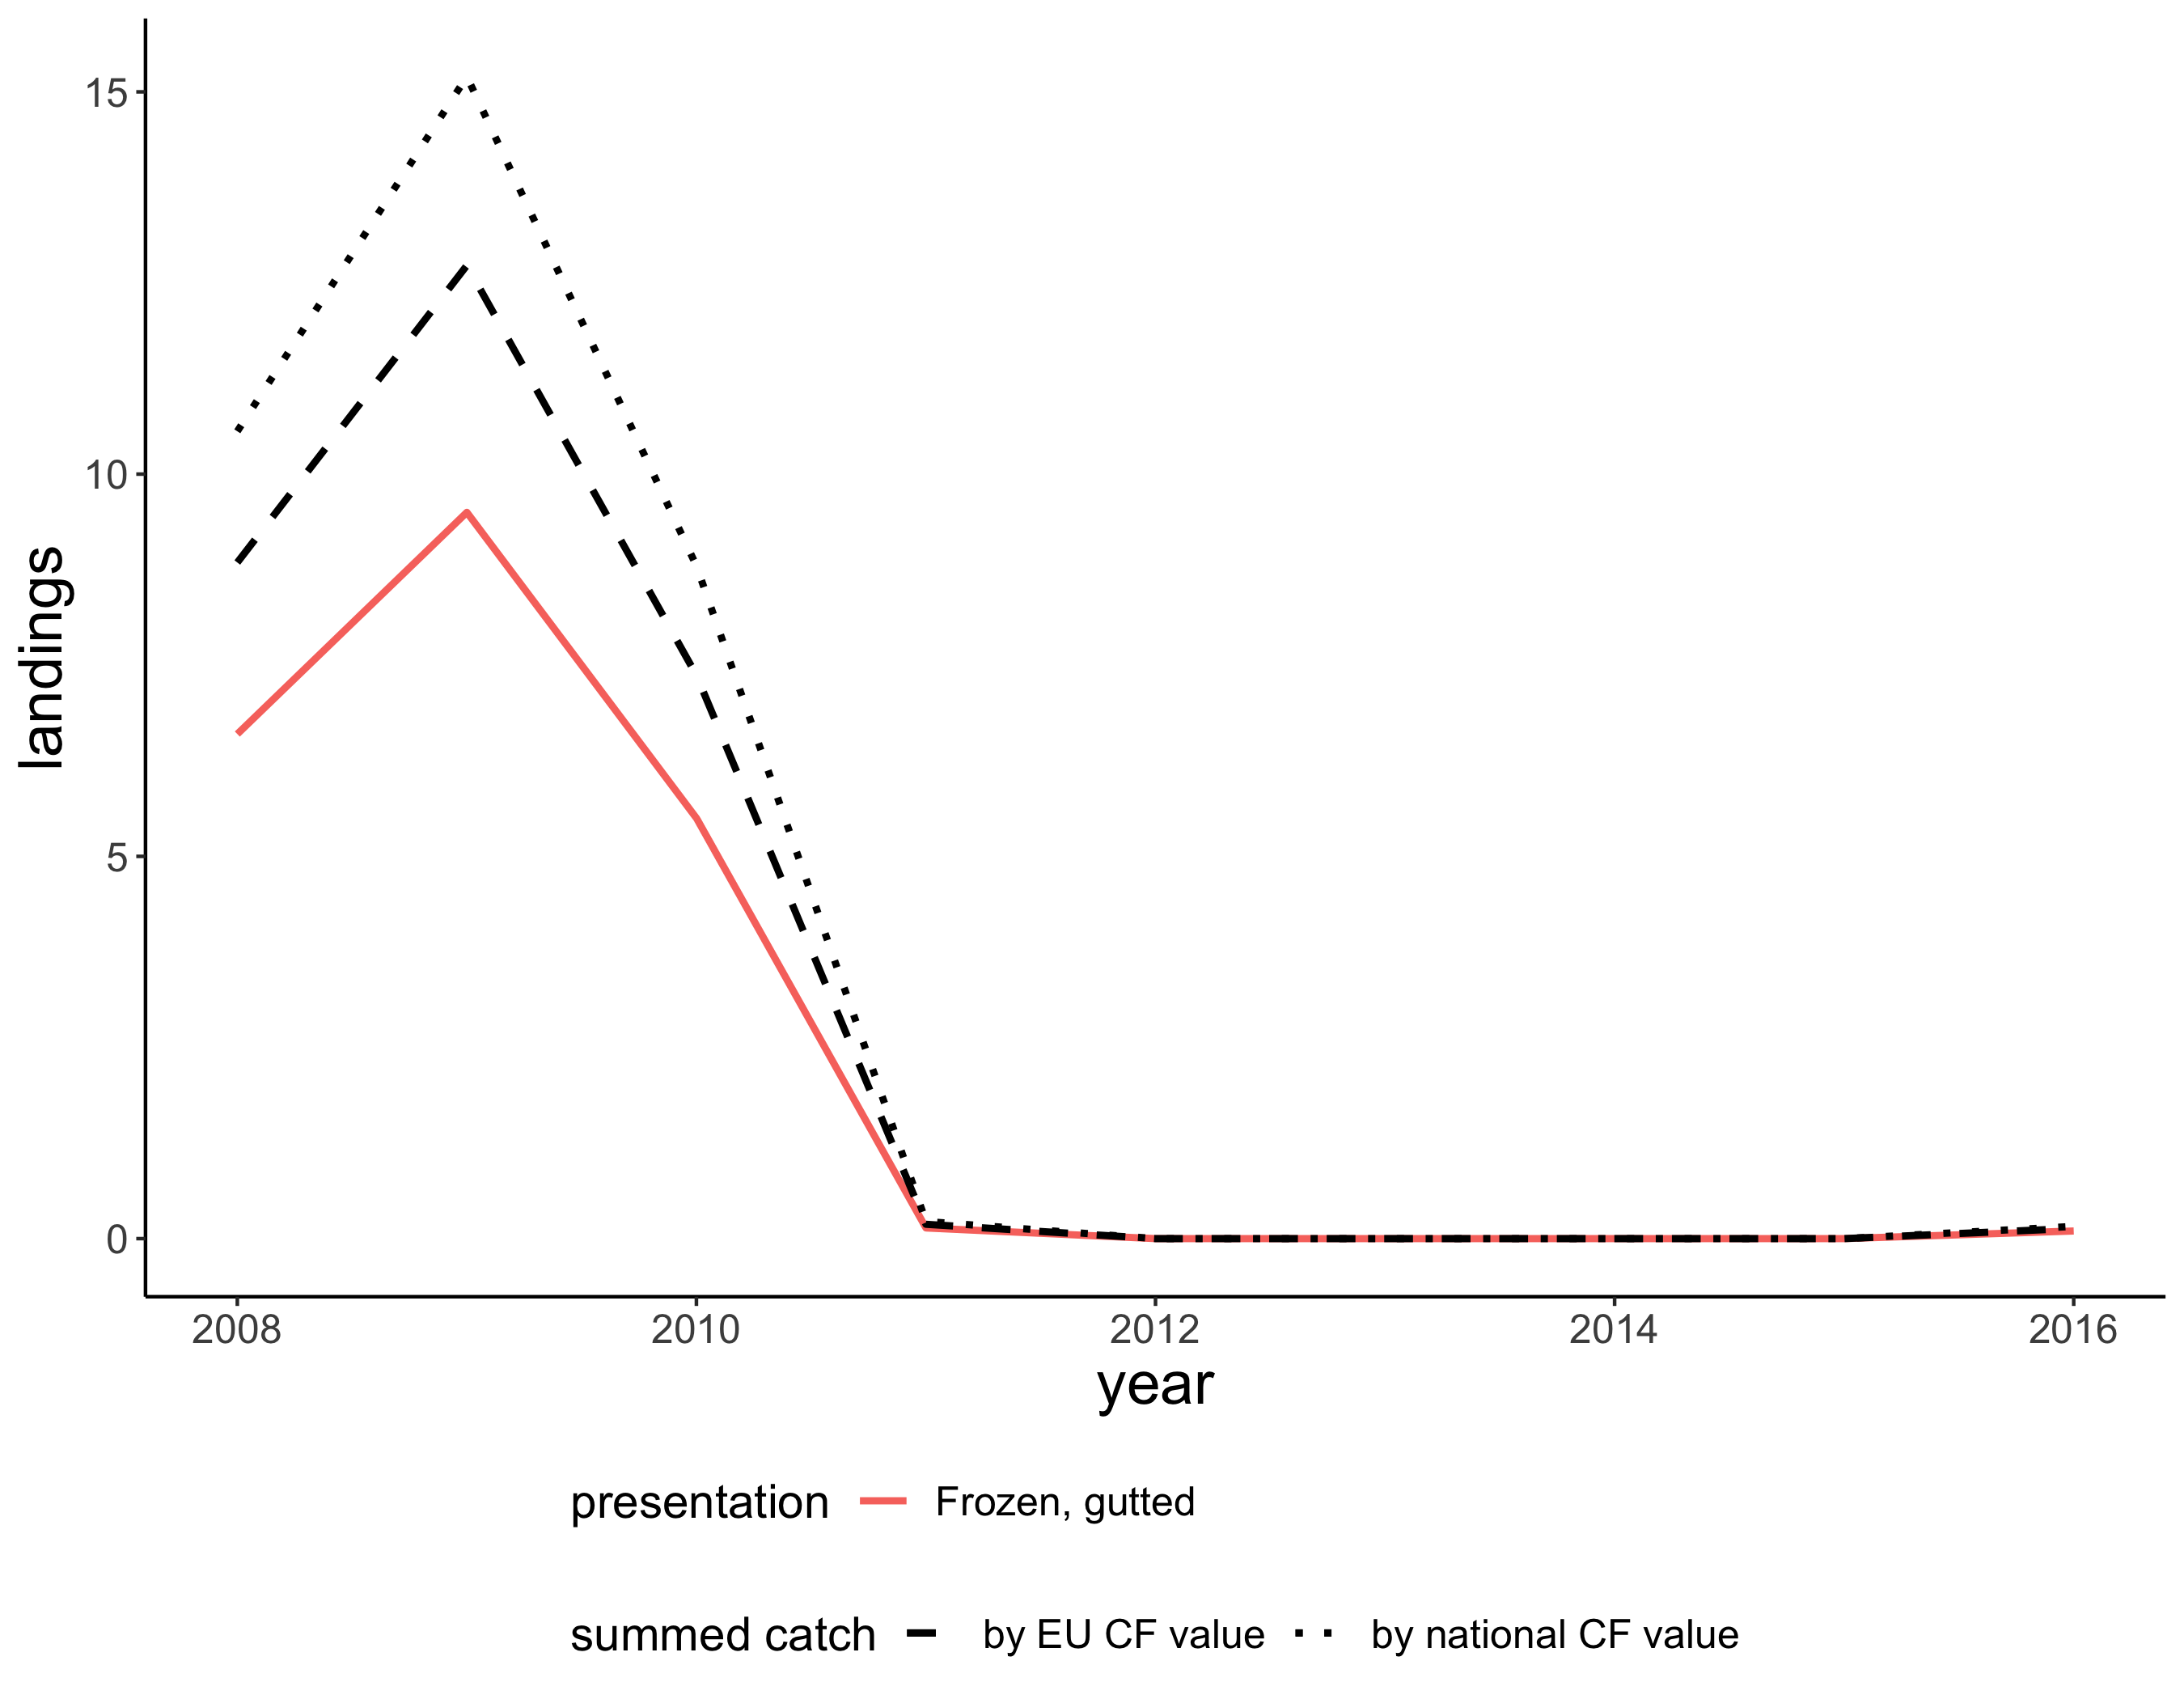 15
10
5
0
landings
2008 2010 2012 2014 2016
year
presentation Frozen, gutted
summed catch by EU CF value by national CF value